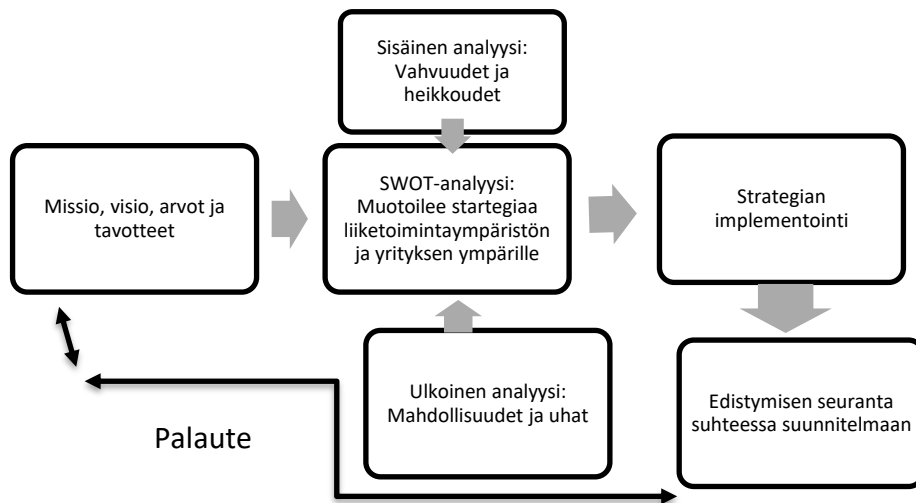 Sisäinen analyysi:
Vahvuudet ja
heikkoudet
Missio, visio, arvot ja
tavotteet
SWOT-analyysi:
Muotoilee startegiaa
liiketoimintaympäristön
ja yrityksen ympärille
Strategian
implementointi
Ulkoinen analyysi:
Mahdollisuudet ja uhat
Edistymisen seuranta
suhteessa suunnitelmaan
Palaute